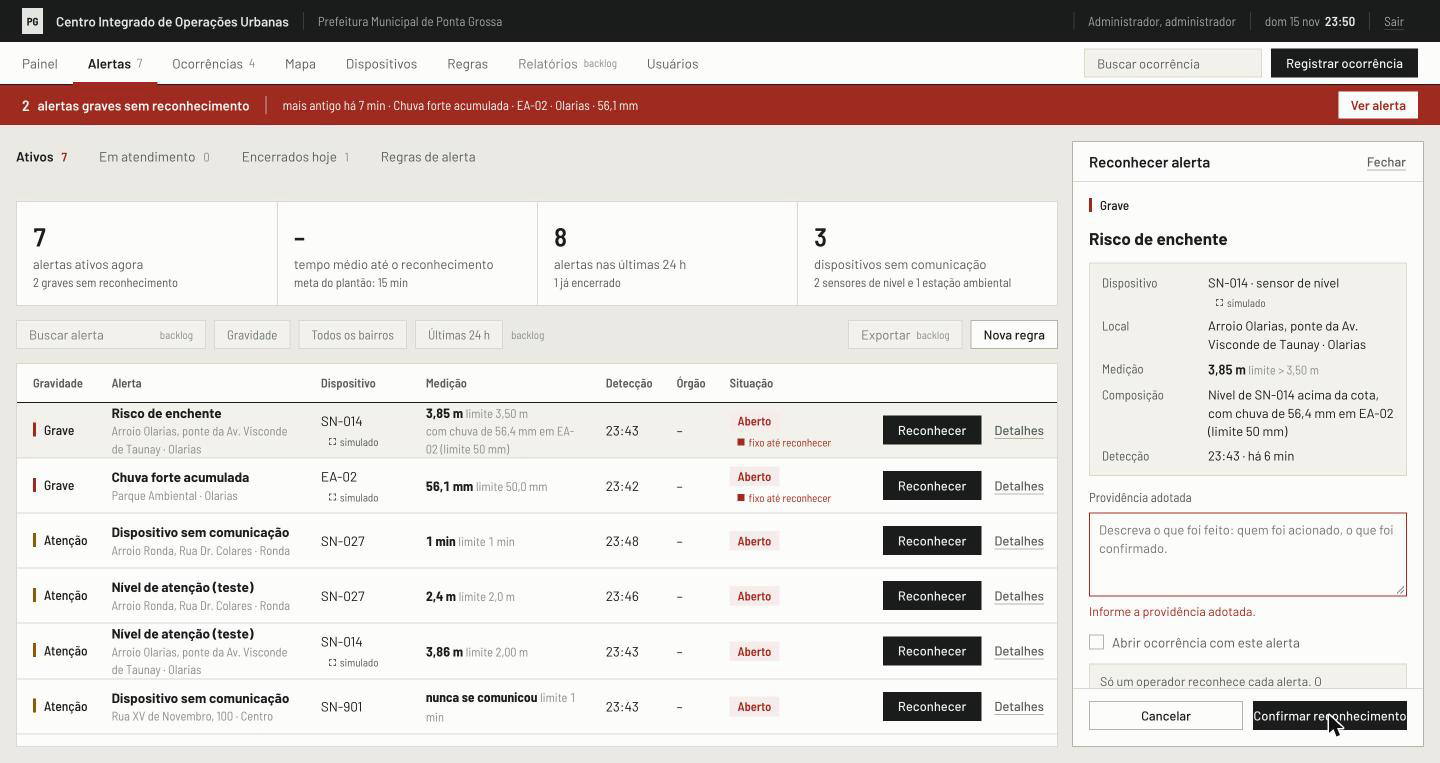 PG Centro Integrado de Operações Urbanas Prefeitura Municipal de Ponta Grossa Administrador, administrador dom 15 nov 23:50 Sair
Painel Alertas 7 Ocorrências 4 Mapa Dispositivos Regras Relatórios backlog Usuários Buscar ocorrência Registrar ocorrência
2 alertas graves sem reconhecimento mais antigo há 7 min · Chuva forte acumulada · EA-02 · Olarias · 56,1 mm Ver alerta
Ativos 7 Em atendimento 0 Encerrados hoje 1 Regras de alerta
7
alertas ativos agora
2 graves sem reconhecimento
–
tempo médio até o reconhecimento
meta do plantão: 15 min
8
alertas nas últimas 24 h
1 já encerrado
3
dispositivos sem comunicação
2 sensores de nível e 1 estação ambiental
Buscar alerta backlog Gravidade Todos os bairros Últimas 24 h backlog Exportar backlog Nova regra
Gravidade Alerta Dispositivo Medição Detecção Órgão Situação
Grave
Risco de enchente
Arroio Olarias, ponte da Av. Visconde
de Taunay · Olarias
SN-014
simulado
3,85 m limite 3,50 m
com chuva de 56,4 mm em EA-
02 (limite 50 mm)
23:43
–
Aberto
fixo até reconhecer
Reconhecer Detalhes
Grave
Chuva forte acumulada
Parque Ambiental · Olarias
EA-02
simulado
56,1 mm limite 50,0 mm
23:42
–
Aberto
fixo até reconhecer
Reconhecer Detalhes
Atenção
Dispositivo sem comunicação
Arroio Ronda, Rua Dr. Colares · Ronda
SN-027
1 min limite 1 min
23:48
–
Aberto
Reconhecer Detalhes
Atenção
Nível de atenção (teste)
Arroio Ronda, Rua Dr. Colares · Ronda
SN-027
2,4 m limite 2,0 m
23:46
–
Aberto
Reconhecer Detalhes
Atenção
Nível de atenção (teste)
Arroio Olarias, ponte da Av. Visconde
de Taunay · Olarias
SN-014
simulado
3,86 m limite 2,00 m
23:43
–
Aberto
Reconhecer Detalhes
Atenção
Dispositivo sem comunicação
Rua XV de Novembro, 100 · Centro
SN-901
nunca se comunicou limite 1
min
23:43
–
Aberto
Reconhecer Detalhes
Reconhecer alerta Fechar
Grave
Risco de enchente
Dispositivo SN-014 · sensor de nível
simulado
Local Arroio Olarias, ponte da Av.
Visconde de Taunay · Olarias
Medição 3,85 m limite > 3,50 m
Composição Nível de SN-014 acima da cota,
com chuva de 56,4 mm em EA-02
(limite 50 mm)
Detecção 23:43 · há 6 min
Providência adotada
Descreva o que foi feito: quem foi acionado, o que foi
confirmado.
Informe a providência adotada.
Abrir ocorrência com este alerta
Só um operador reconhece cada alerta. O
Cancelar Confirmar reconhecimento